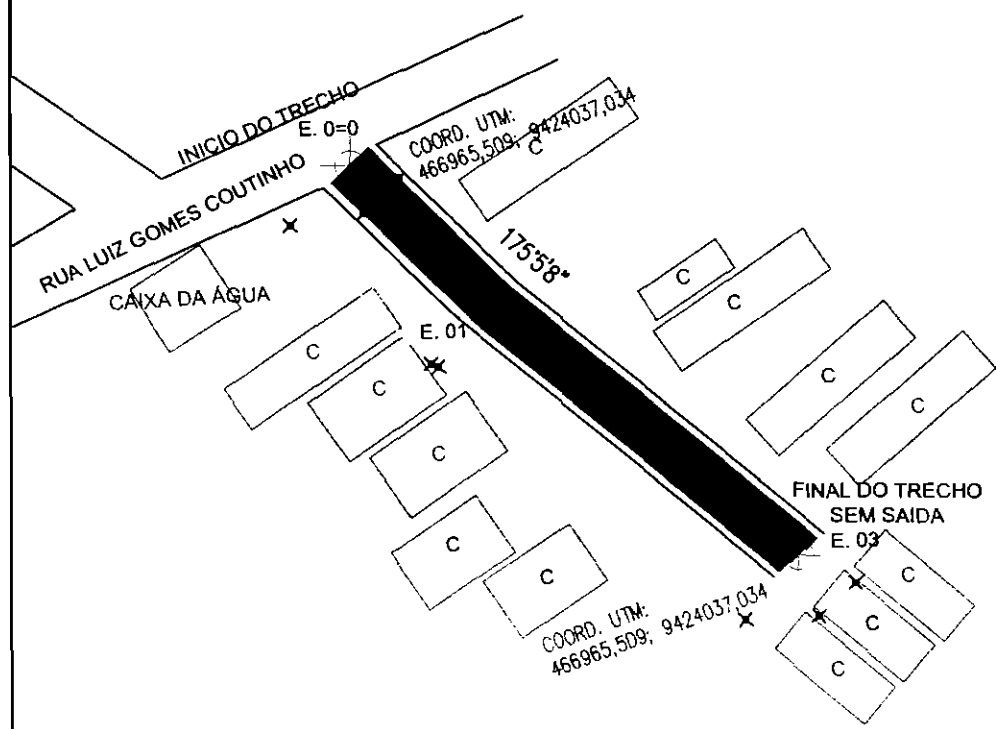 INICIO DO TRECHO
E. 0=0
COORD. UTM:
466965,509; 9424037,034
C
RUA LUIZ GOMES COUTINHO
175°5'8"
CAIXA DA ÁGUA
C
C
E. 01
C
C
C
C
C
C
FINAL DO TRECHO
SEM SAIDA
E. 03
C
C
C
C
C
COORD. UTM:
466965,509; 9424037,034